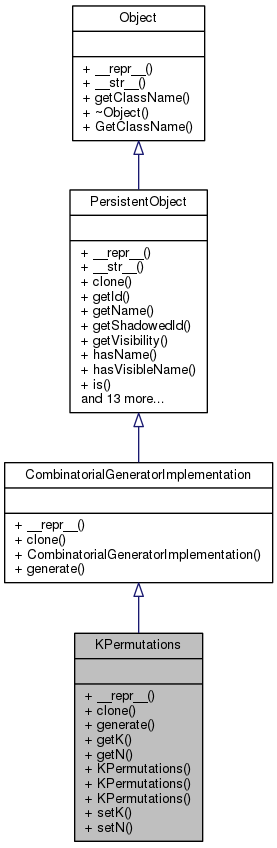 Object
+ __repr__()
+ __str__()
+ getClassName()
+ ~Object()
+ GetClassName()
PersistentObject
+ __repr__()
+ __str__()
+ clone()
+ getId()
+ getName()
+ getShadowedId()
+ getVisibility()
+ hasName()
+ hasVisibleName()
+ is()
and 13 more...
CombinatorialGeneratorImplementation
+ __repr__()
+ clone()
+ CombinatorialGeneratorImplementation()
+ generate()
KPermutations
+ __repr__()
+ clone()
+ generate()
+ getK()
+ getN()
+ KPermutations()
+ KPermutations()
+ KPermutations()
+ setK()
+ setN()